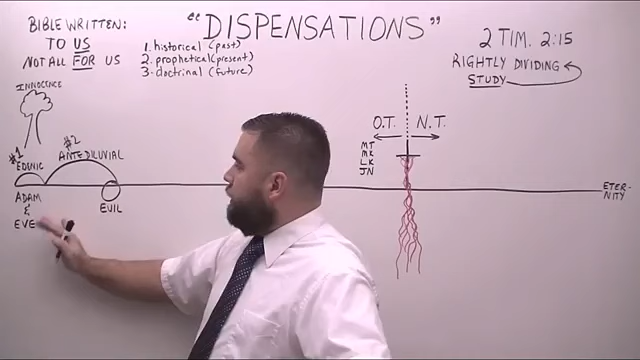 BIBLE WRITTEN:
TO US
NOT ALL FOR US
"DISPENSATIONS"
1. historical (past)
2. prophetical (present)
3. doctrinal (future)
2 TIM. 2:15
RIGHTLY DIVIDING
STUDY
INNOCENCE
#1
EDENIC
#2
ANTEDILUVIAL
ADAM
&
EVE
EVIL
O.T.
N.T.
MT
MK
LK
JN
ETER-
NITY